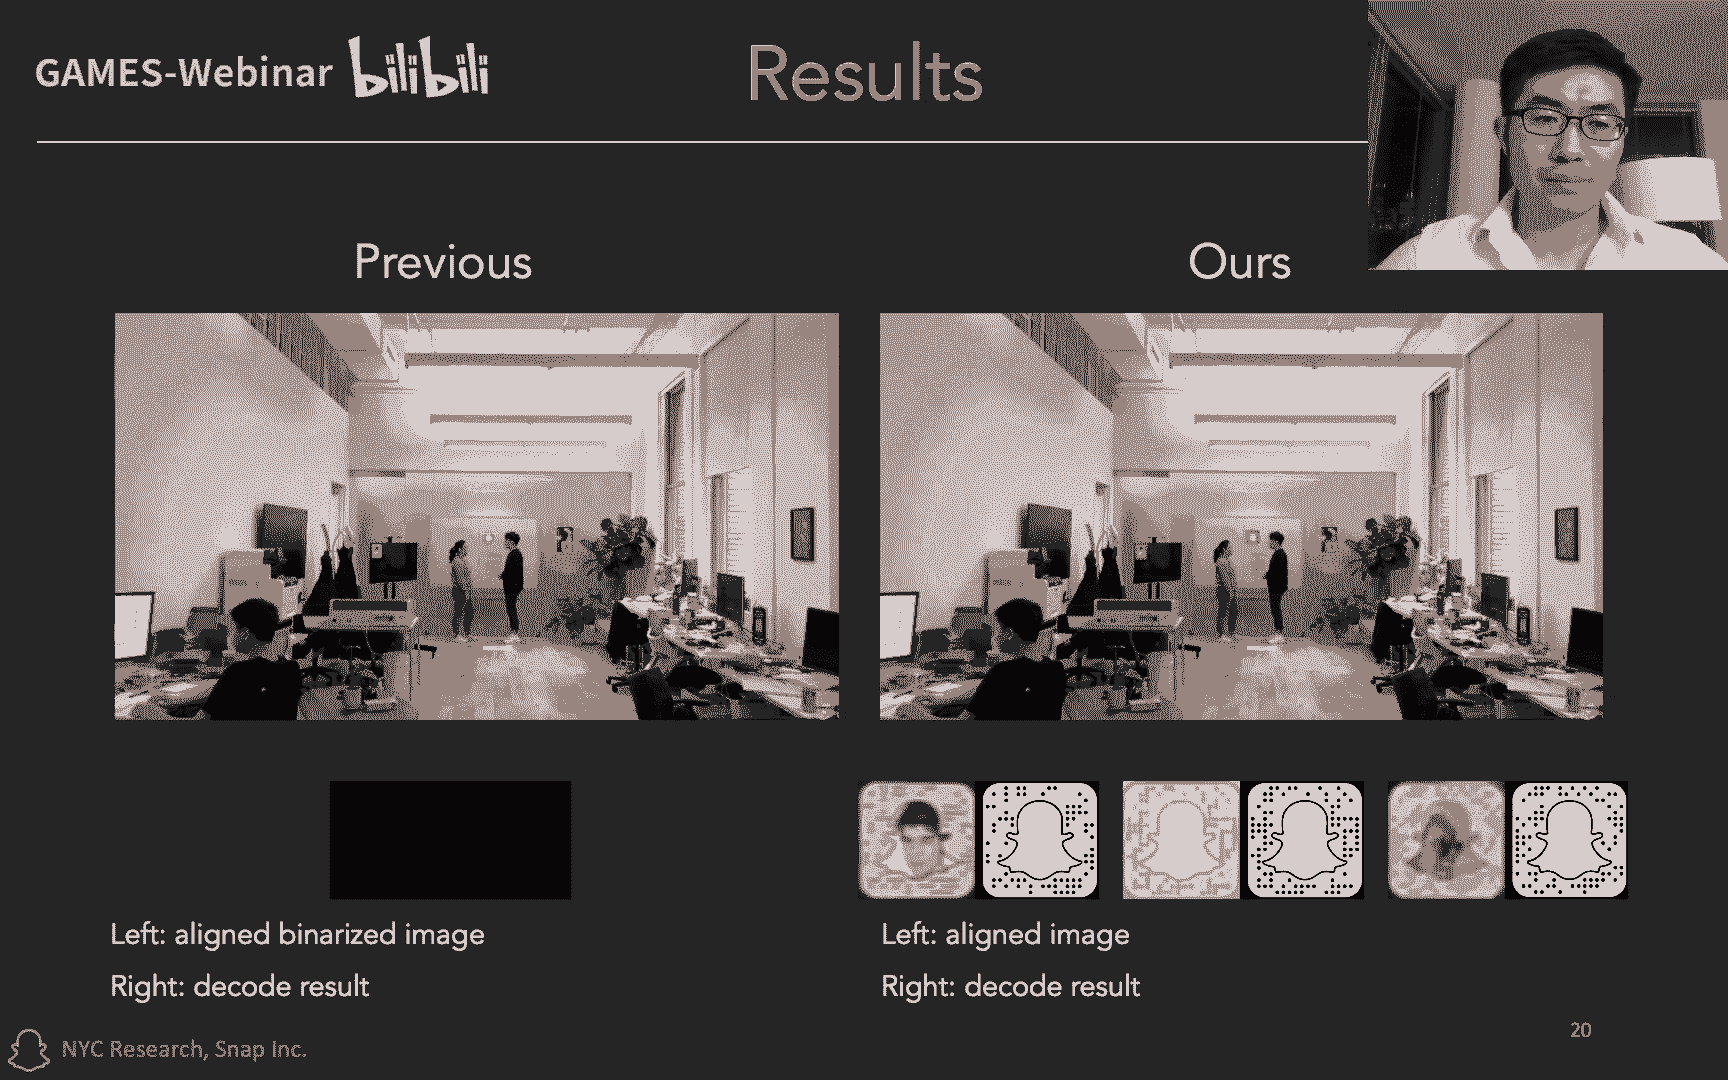 GAMES-Webinar bilibili
Results
Previous
Ours
Left: aligned binarized image
Right: decode result
Left: aligned image
Right: decode result
20
NYC Research, Snap Inc.